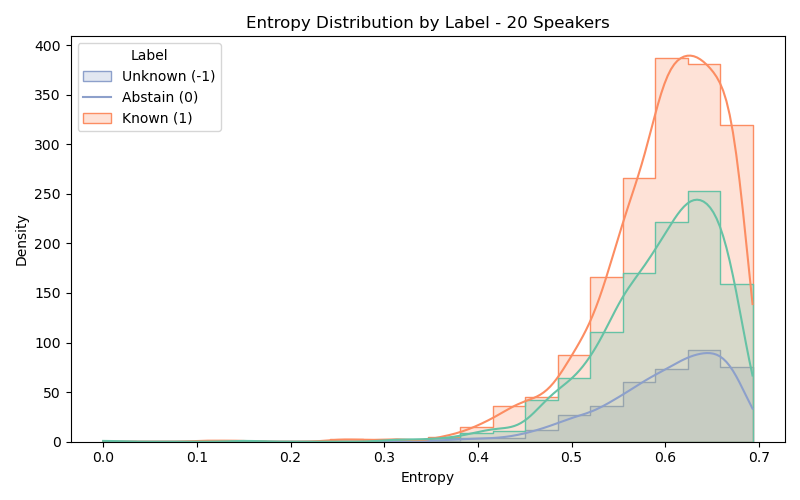 Entropy Distribution by Label - 20 Speakers
Label
Unknown (-1)
Abstain (0)
Known (1)
Density
400
350
300
250
200
150
100
50
0
0.0 0.1 0.2 0.3 0.4 0.5 0.6 0.7
Entropy